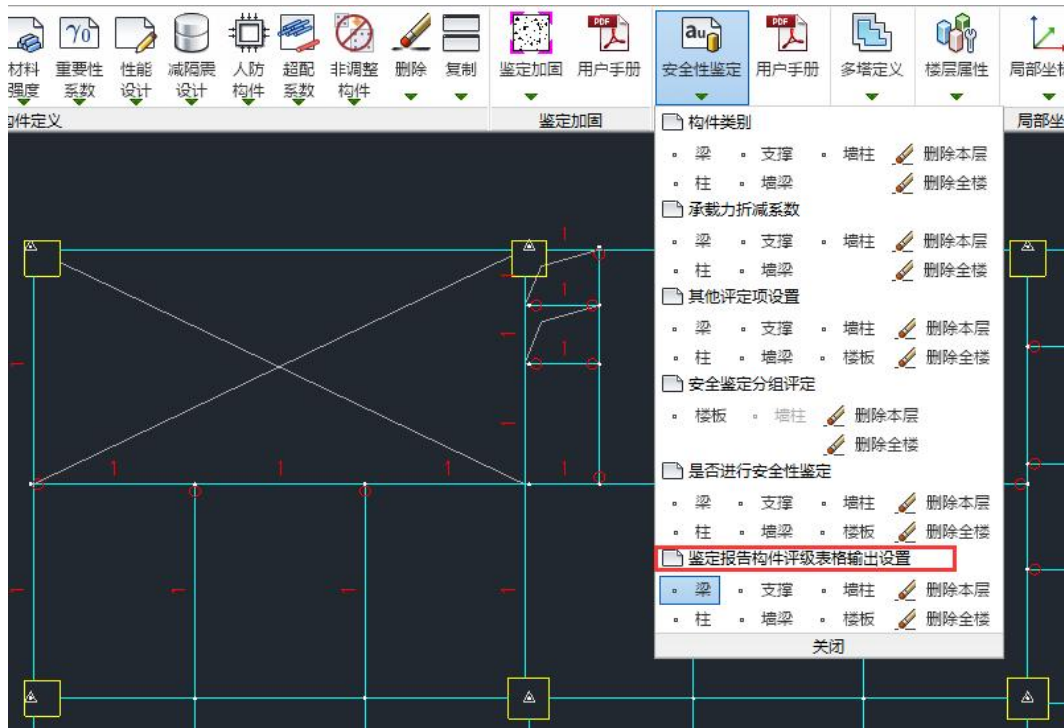 材料 重要性 性能 减隔震 人防 超配 非调整 删除 复制 鉴定加固 用户手册 安全性鉴定 用户手册 多塔定义 楼层属性 局部坐标
强度 系数 设计 设计 构件 系数 构件
构件定义 鉴定加固 局部坐
构件类别
梁 支撑 墙柱 删除本层
柱 墙梁 删除全楼
承载力折减系数
梁 支撑 墙柱 删除本层
柱 墙梁 删除全楼
其他评定项设置
梁 支撑 墙柱 删除本层
柱 墙梁 楼板 删除全楼
安全鉴定分组评定
楼板 墙柱 删除本层
删除全楼
是否进行安全性鉴定
梁 支撑 墙柱 删除本层
柱 墙梁 楼板 删除全楼
鉴定报告构件评级表格输出设置
梁 支撑 墙柱 删除本层
柱 墙梁 楼板 删除全楼
关闭